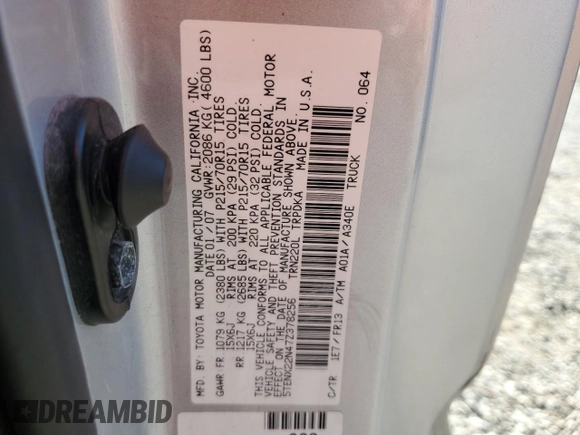 MFD. BY: TOYOTA MOTOR MANUFACTURING CALIFORNIA INC.
DATE: 01/07 GVWR: 2086 KG( 4600 LBS)
GAWR FR 1079 KG (2380 LBS) WITH P215/70R15 TIRES
15X6J RIMS AT 200 KPA (29 PSI) COLD.
RR 1217 KG (2685 LBS) WITH P215/70R15 TIRES
15X6J RIMS AT 220 KPA (32 PSI) COLD.
THIS VEHICLE CONFORMS TO ALL APPLICABLE FEDERAL MOTOR
VEHICLE SAFETY AND THEFT PREVENTION STANDARDS IN
EFFECT ON THE DATE OF MANUFACTURE SHOWN ABOVE.
5TENX22N47Z378256 TRN220L TRPDKA MADE IN U.S.A.
C/TR 1E7/FR13 A/TM A01A/A340E TRUCK NO. 064
DREAMBID